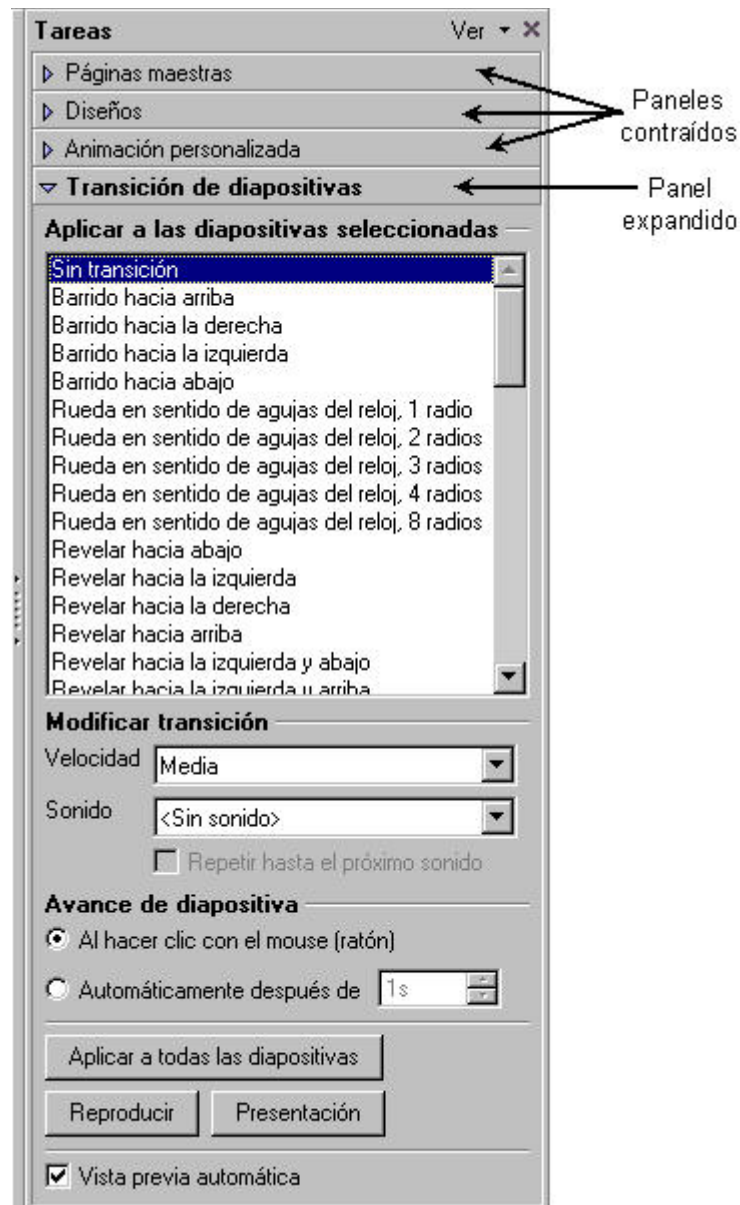 Tareas Ver
Páginas maestras
Diseños
Animación personalizada
Transición de diapositivas
Paneles
contraídos
Panel
expandido
Aplicar a las diapositivas seleccionadas
Sin transición
Barrido hacia arriba
Barrido hacia la derecha
Barrido hacia la izquierda
Barrido hacia abajo
Rueda en sentido de agujas del reloj, 1 radio
Rueda en sentido de agujas del reloj, 2 radios
Rueda en sentido de agujas del reloj, 3 radios
Rueda en sentido de agujas del reloj, 4 radios
Rueda en sentido de agujas del reloj, 8 radios
Revelar hacia abajo
Revelar hacia la izquierda
Revelar hacia la derecha
Revelar hacia arriba
Revelar hacia la izquierda y abajo
Revelar hacia la izquierda y arriba
Modificar transición
Velocidad Media
Sonido <Sin sonido>
Repetir hasta el próximo sonido
Avance de diapositiva
Al hacer clic con el mouse (ratón)
Automáticamente después de 1s
Aplicar a todas las diapositivas
Reproducir Presentación
Vista previa automática